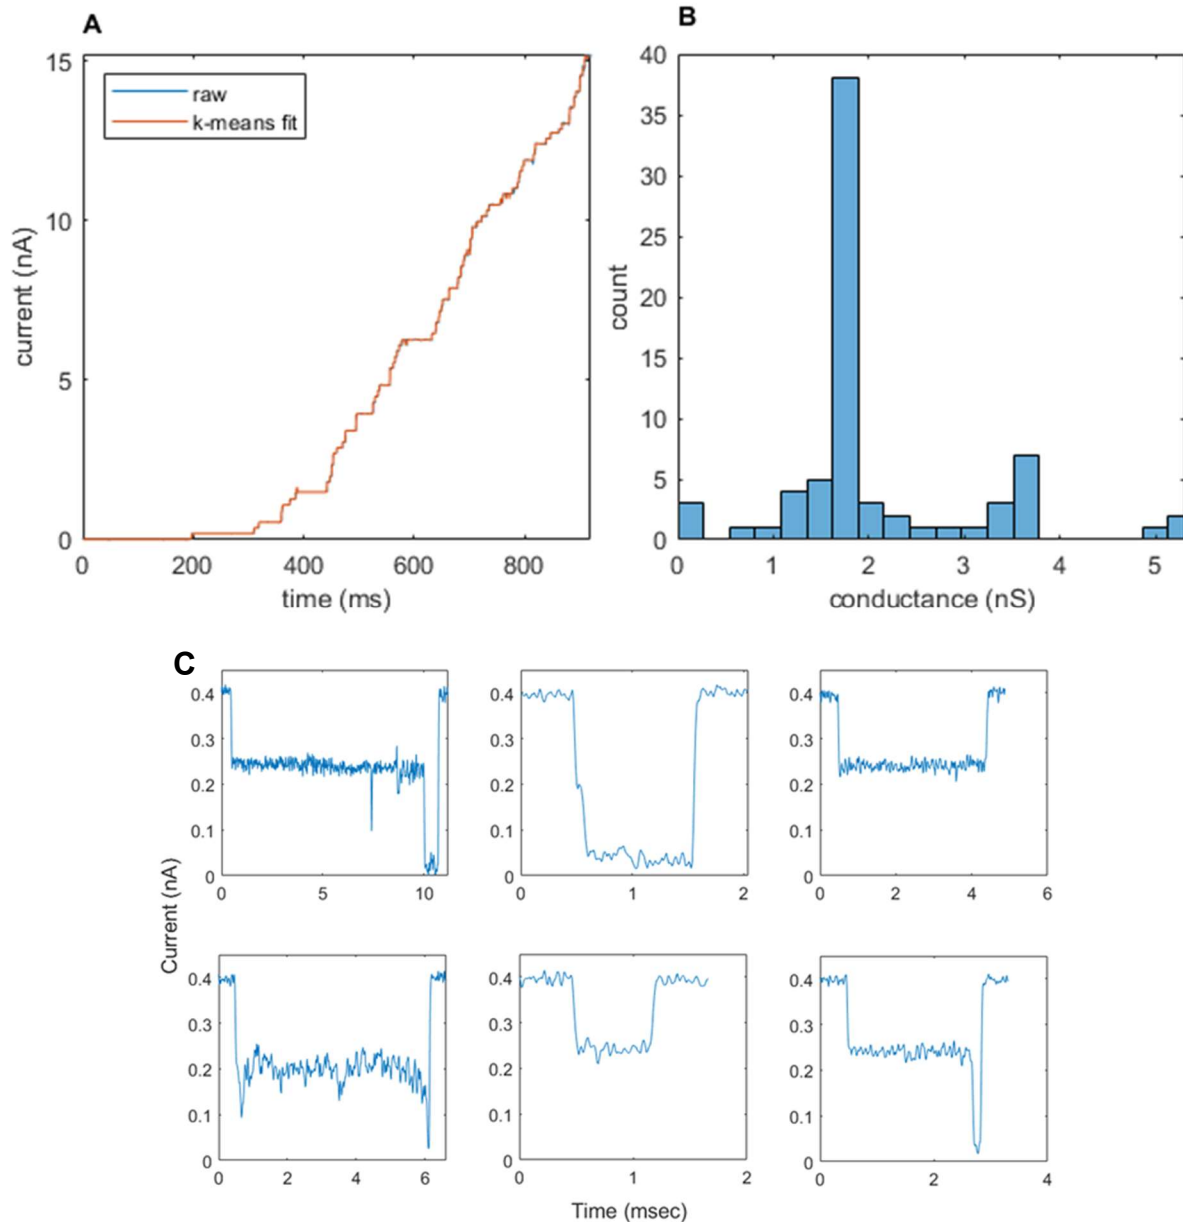 A
15
10
5
0
current (nA)
raw
k-means fit
0 200 400 600 800
time (ms)
B
40
35
30
25
20
15
10
5
0
count
0 1 2 3 4 5
conductance (nS)
C
Current (nA)
0.4
0.3
0.2
0.1
0
0 5 10
0.4
0.3
0.2
0.1
0
0 1 2
0.4
0.3
0.2
0.1
0
0 2 4 6
0.4
0.3
0.2
0.1
0
0 2 4 6
0.4
0.3
0.2
0.1
0
0 1 2
0.4
0.3
0.2
0.1
0
0 2 4
Time (msec)